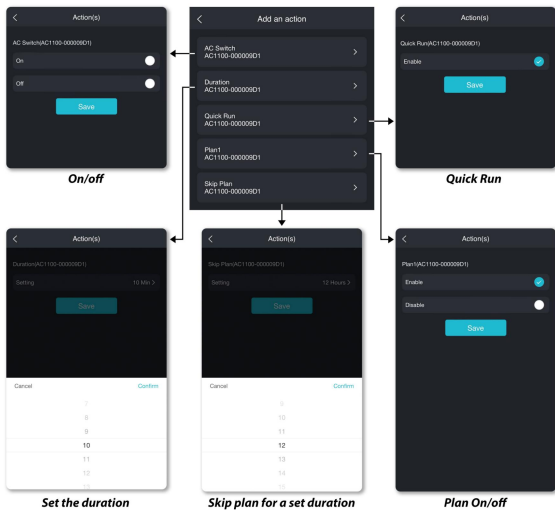 Action(s)
AC Switch(AC1100-000009D1)
On
Off
Save
On/off
Add an action
AC Switch
AC1100-000009D1
Duration
AC1100-000009D1
Quick Run
AC1100-000009D1
Plan1
AC1100-000009D1
Skip Plan
AC1100-000009D1
Action(s)
Quick Run(AC1100-000009D1)
Enable
Save
Quick Run
Action(s)
Duration(AC1100-000009D1)
Setting 10 Min >
Save
Cancel Confirm
7
8
9
10
11
12
13
Set the duration
Action(s)
Skip Plan(AC1100-000009D1)
Setting 12 Hours >
Save
Cancel Confirm
9
10
11
12
13
14
15
Skip plan for a set duration
Action(s)
Plan1(AC1100-000009D1)
Enable
Disable
Save
Plan On/off